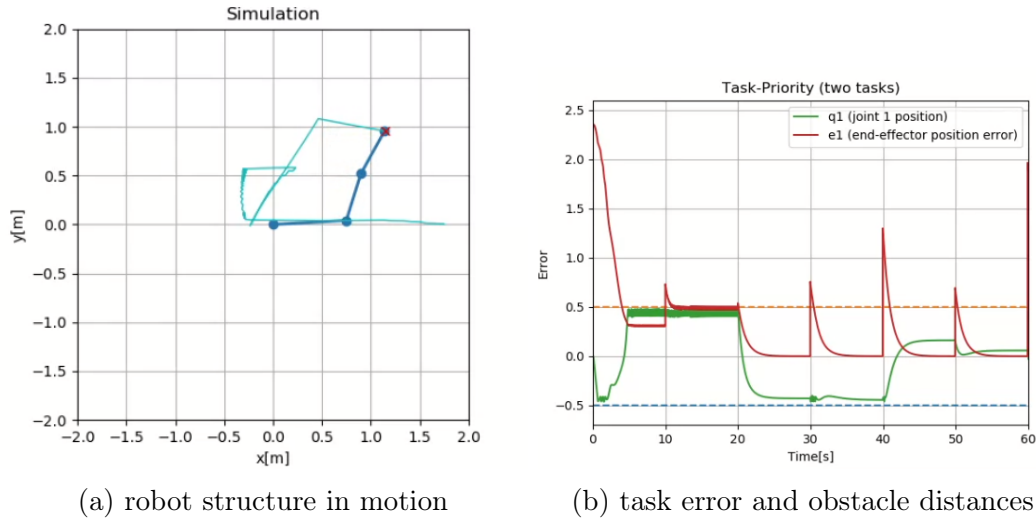 Simulation
2.0
1.5
1.0
0.5
0.0
−0.5
−1.0
−1.5
−2.0
y[m]
−2.0 −1.5 −1.0 −0.5 0.0 0.5 1.0 1.5 2.0
x[m]
(a) robot structure in motion
Task-Priority (two tasks)
q1 (joint 1 position)
e1 (end-effector position error)
2.5
2.0
1.5
1.0
0.5
0.0
−0.5
Error
0 10 20 30 40 50 60
Time[s]
(b) task error and obstacle distances